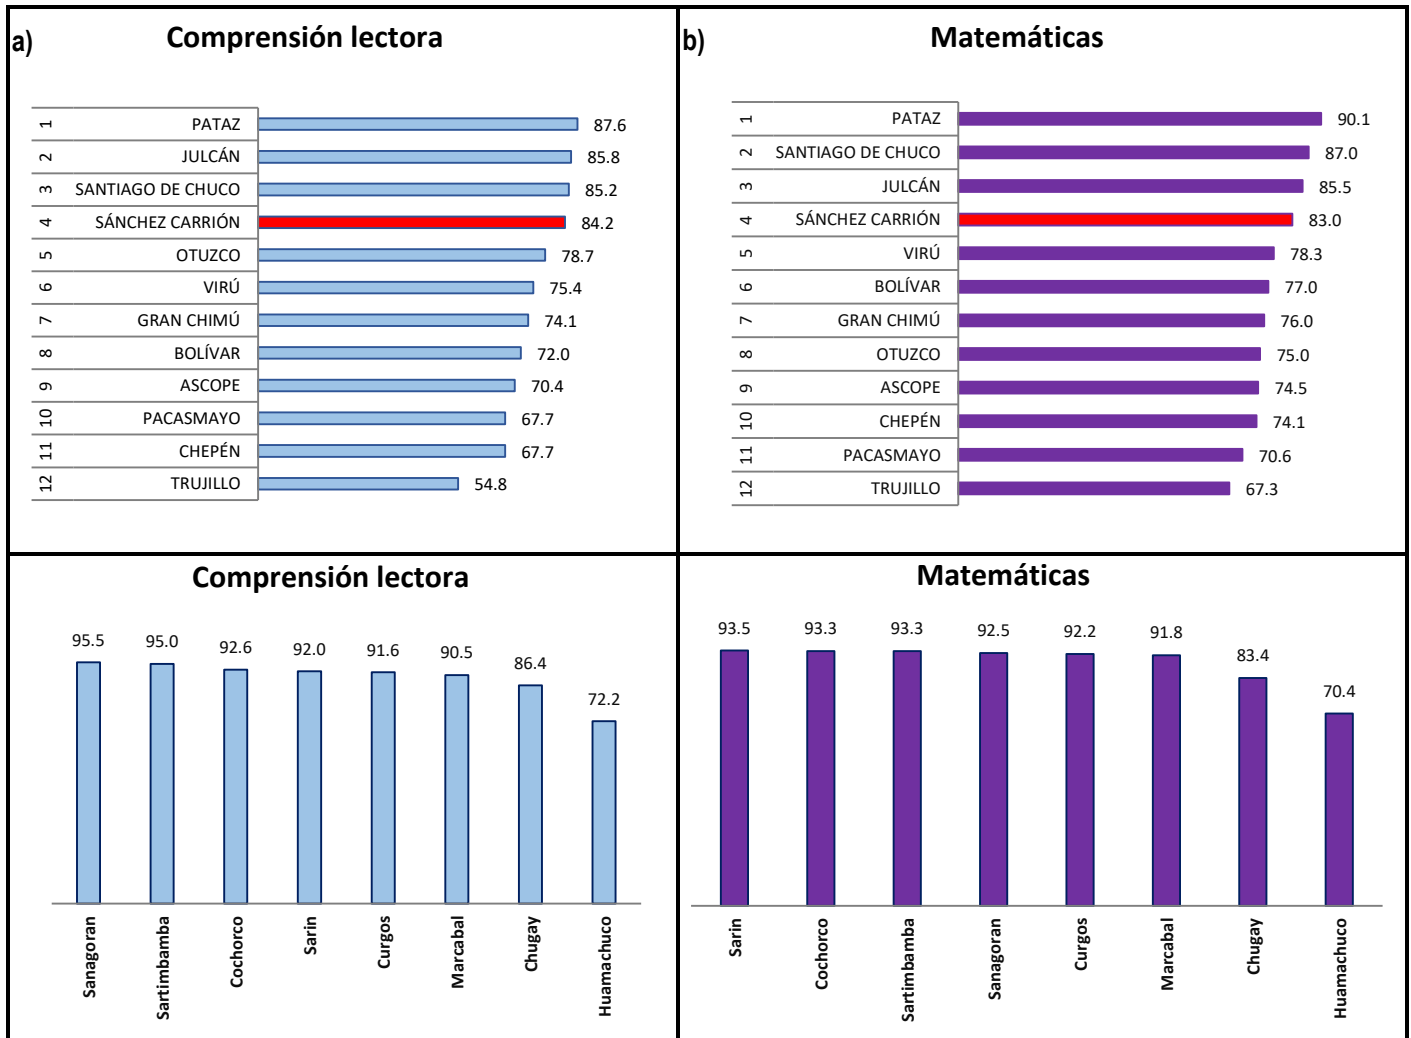 a) Comprensión lectora
1 PATAZ 87.6
2 JULCÁN 85.8
3 SANTIAGO DE CHUCO 85.2
4 SÁNCHEZ CARRIÓN 84.2
5 OTUZCO 78.7
6 VIRÚ 75.4
7 GRAN CHIMÚ 74.1
8 BOLÍVAR 72.0
9 ASCOPE 70.4
10 PACASMAYO 67.7
11 CHEPÉN 67.7
12 TRUJILLO 54.8
b) Matemáticas
1 PATAZ 90.1
2 SANTIAGO DE CHUCO 87.0
3 JULCÁN 85.5
4 SÁNCHEZ CARRIÓN 83.0
5 VIRÚ 78.3
6 BOLÍVAR 77.0
7 GRAN CHIMÚ 76.0
8 OTUZCO 75.0
9 ASCOPE 74.5
10 CHEPÉN 74.1
11 PACASMAYO 70.6
12 TRUJILLO 67.3
Comprensión lectora
95.5 95.0 92.6 92.0 91.6 90.5 86.4 72.2
Sanagoran Sartimbamba Cochorco Sarin Curgos Marcabal Chugay Huamachuco
Matemáticas
93.5 93.3 93.3 92.5 92.2 91.8 83.4 70.4
Sarin Cochorco Sartimbamba Sanagoran Curgos Marcabal Chugay Huamachuco